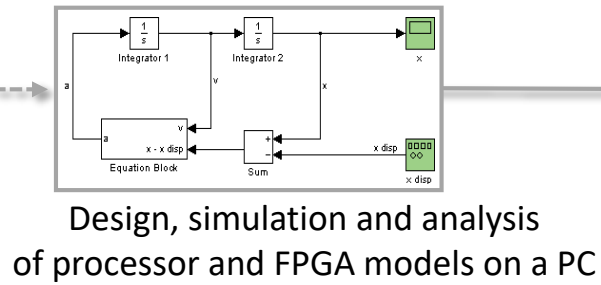 1
s
1
s
Integrator 1
Integrator 2
x
a
v
x
v
a
x - x disp
+
−
x disp
Equation Block
Sum
x disp
Design, simulation and analysis
of processor and FPGA models on a PC